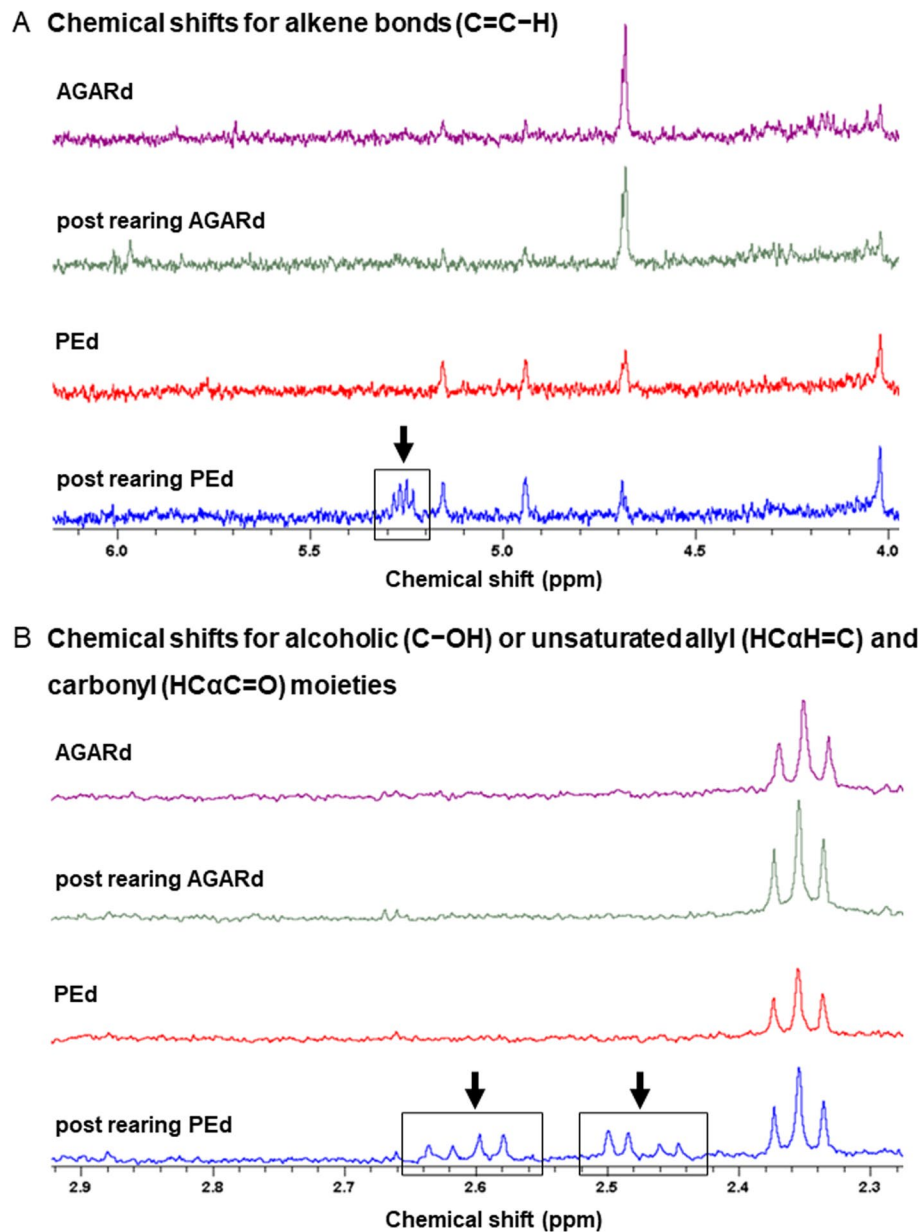 A Chemical shifts for alkene bonds (C=C−H)
AGARd
post rearing AGARd
PEd
post rearing PEd
6.0 5.5 5.0 4.5 4.0
Chemical shift (ppm)
B Chemical shifts for alcoholic (C−OH) or unsaturated allyl (HCαH=C) and
carbonyl (HCαC=O) moieties
AGARd
post rearing AGARd
PEd
post rearing PEd
2.9 2.8 2.7 2.6 2.5 2.4 2.3
Chemical shift (ppm)